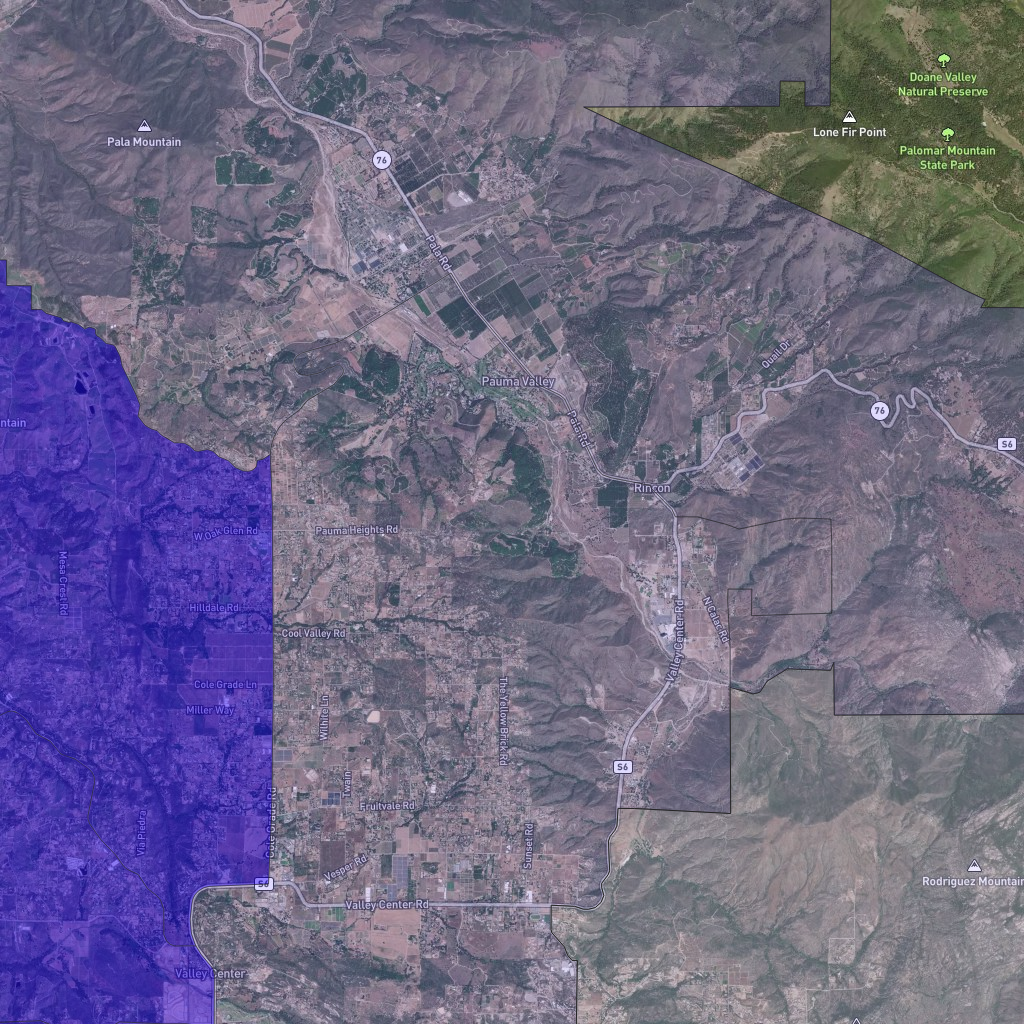 Doane Valley
Natural Preserve
Lone Fir Point
Pala Mountain
Palomar Mountain
State Park
76
Pala Rd
Quail Dr
Pauma Valley
76
S6
ntain
Pala Rd
Rincon
W Oak Glen Rd
Pauma Heights Rd
Mesa Crest Rd
Hilldale Rd
N Calac Rd
Cool Valley Rd
Valley Center Rd
Cole Grade Ln
Miller Way
Wilhite Ln
The Yellow Brick Rd
S6
Twain
Fruitvale Rd
Cole Grade Rd
Via Piedra
Sunset Rd
Vesper Rd
Rodriguez Mountain
S6
Valley Center Rd
Valley Center